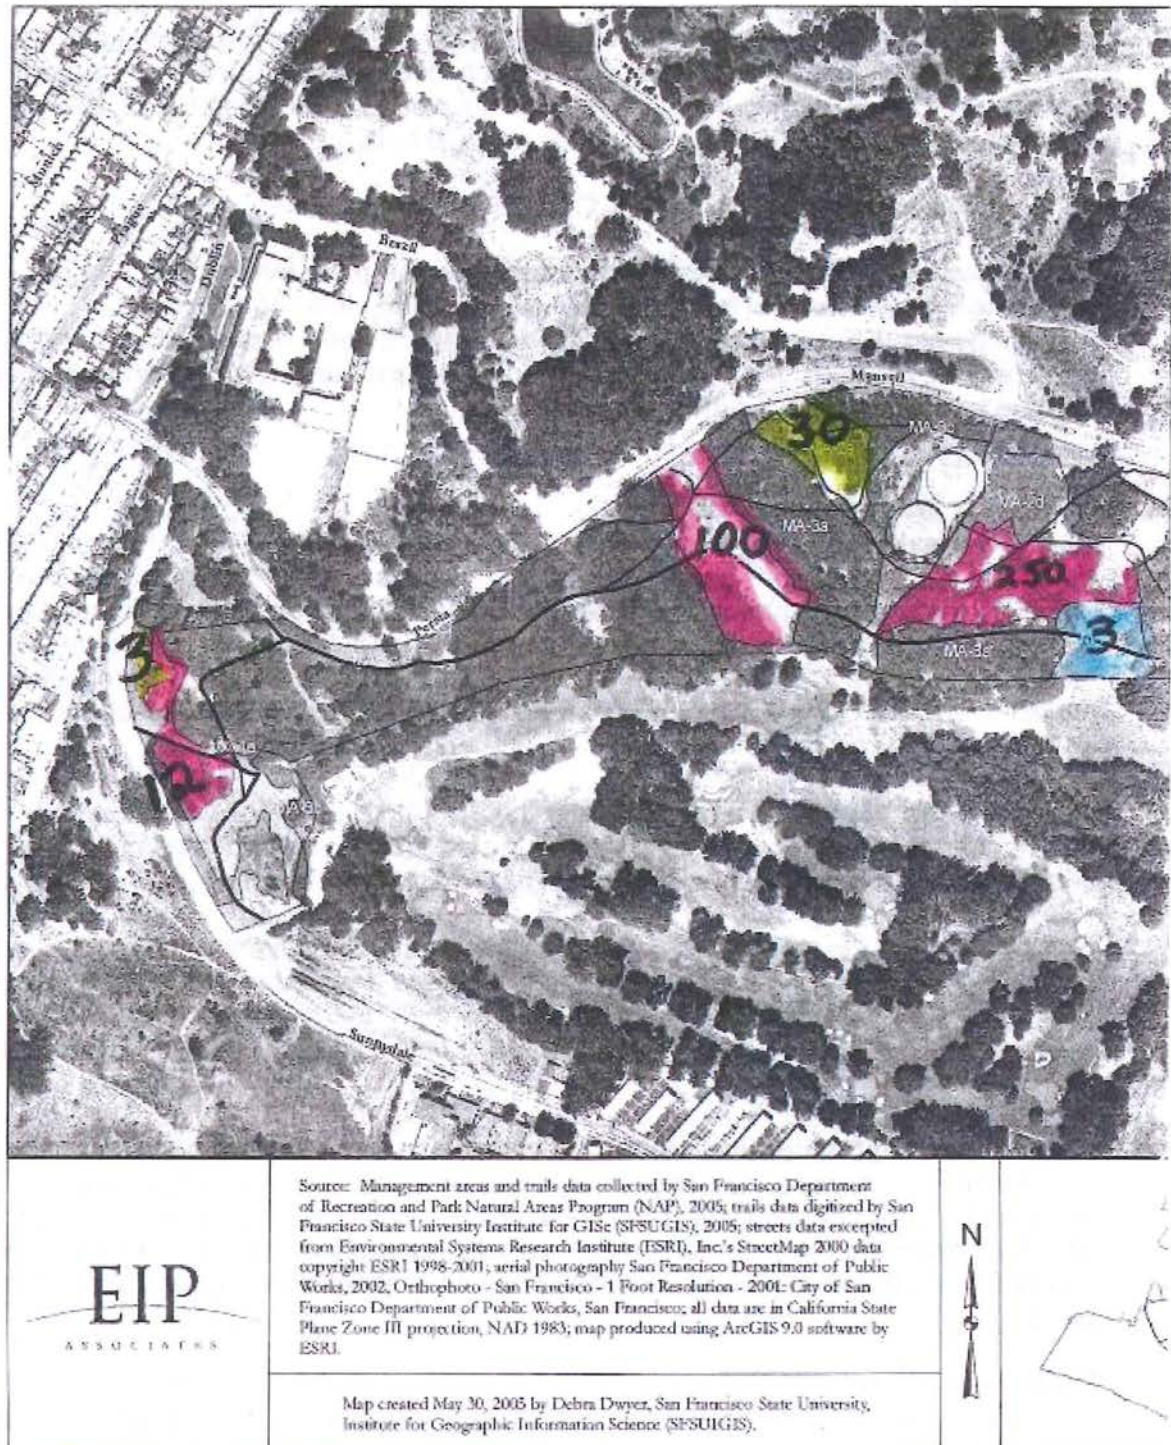 Munich
Prague
Dublin
Brazil
Mansell
30
MA-3a
100
250
3
3
12
Sunnydale
EIP
ASSOCIATES
Source: Management areas and trails data collected by San Francisco Department
of Recreation and Park Natural Areas Program (NAP), 2005; trails data digitized by San
Francisco State University Institute for GISc (SFSUGIS), 2005; streets data excerpted
from Environmental Systems Research Institute (ESRI), Inc.'s StreetMap 2000 data
copyright ESRI 1998-2001; aerial photography San Francisco Department of Public
Works, 2002, Orthophoto - San Francisco - 1 Foot Resolution - 2001: City of San
Francisco Department of Public Works, San Francisco; all data are in California State
Plane Zone III projection, NAD 1983; map produced using ArcGIS 9.0 software by
ESRI.
Map created May 30, 2005 by Debra Dwyer, San Francisco State University,
Institute for Geographic Information Science (SFSUIGIS).
N